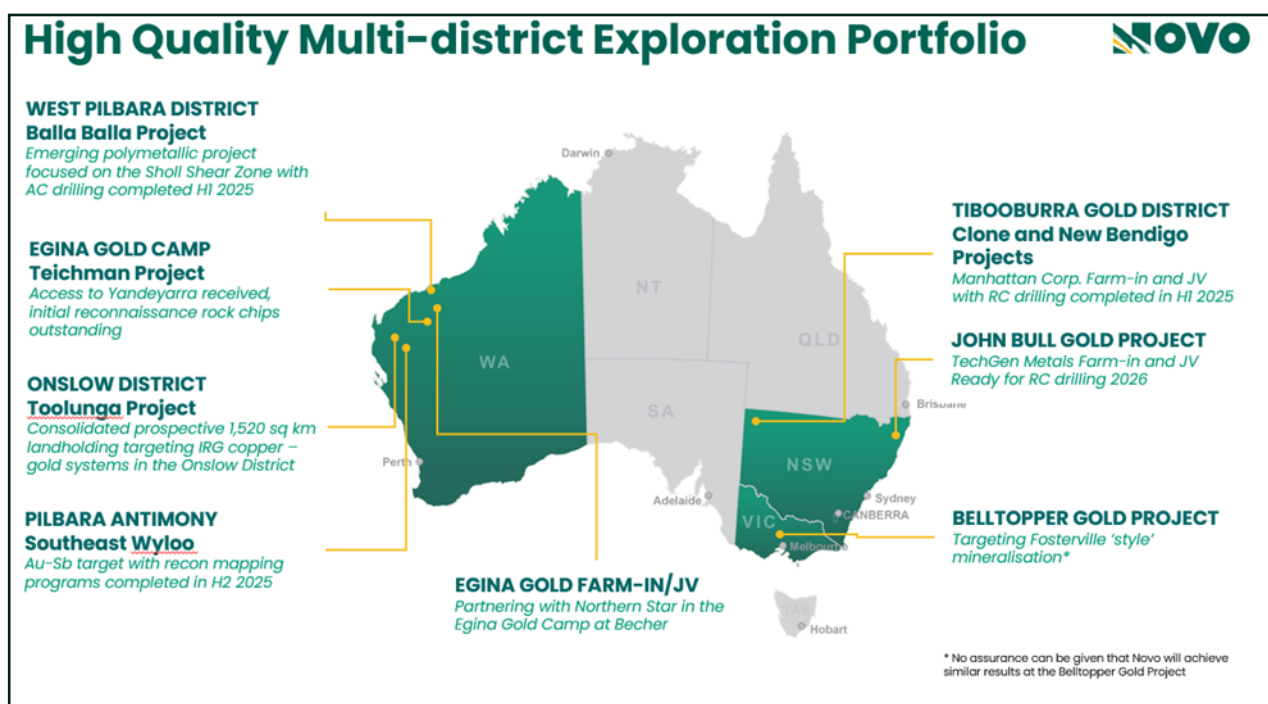 High Quality Multi-district Exploration Portfolio
NOVO
WEST PILBARA DISTRICT
Balla Balla Project
Emerging polymetallic project
focused on the Sholl Shear Zone with
AC drilling completed H1 2025
EGINA GOLD CAMP
Teichman Project
Access to Yandeyarra received,
initial reconnaissance rock chips
outstanding
ONSLOW DISTRICT
Toolunga Project
Consolidated prospective 1,520 sq km
landholding targeting IRG copper –
gold systems in the Onslow District
PILBARA ANTIMONY
Southeast Wyloo
Au-Sb target with recon mapping
programs completed in H2 2025
Darwin
NT
QLD
WA
SA
Brisbane
Perth
NSW
Adelaide
Sydney
CANBERRA
VIC
Melbourne
TAS
Hobart
EGINA GOLD FARM-IN/JV
Partnering with Northern Star in the
Egina Gold Camp at Becher
TIBOOBURRA GOLD DISTRICT
Clone and New Bendigo
Projects
Manhattan Corp. Farm-in and JV
with RC drilling completed in H1 2025
JOHN BULL GOLD PROJECT
TechGen Metals Farm-in and JV
Ready for RC drilling 2026
BELLTOPPER GOLD PROJECT
Targeting Fosterville ‘style’
mineralisation*
* No assurance can be given that Novo will achieve
similar results at the Belltopper Gold Project